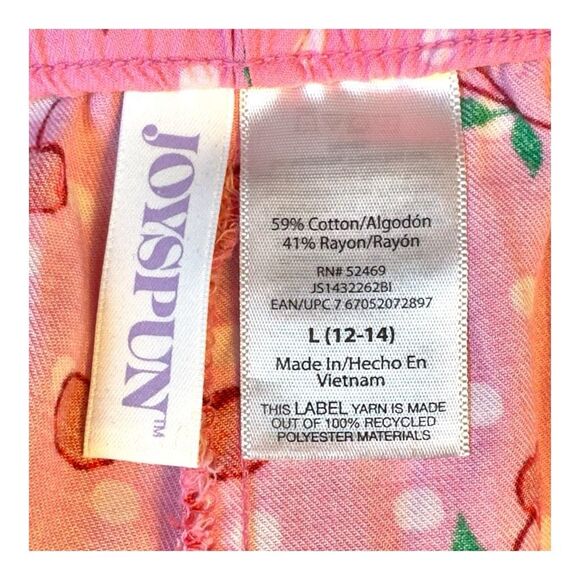 JOYSPUN™
59% Cotton/Algodón
41% Rayon/Rayón
RN# 52469
JS1432262BI
EAN/UPC 7 67052072897
L (12-14)
Made In/Hecho En
Vietnam
THIS LABEL YARN IS MADE
OUT OF 100% RECYCLED
POLYESTER MATERIALS